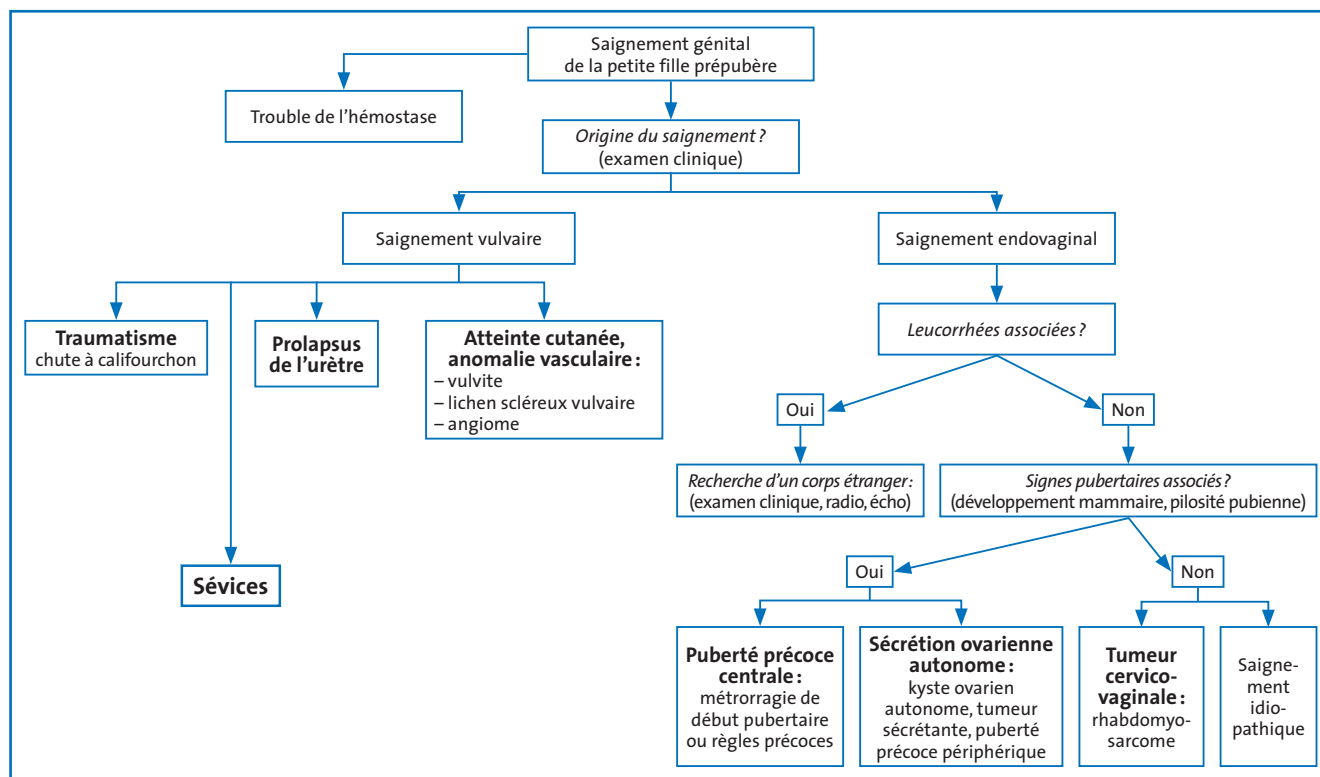 Saignement génital
de la petite fille prépubère
Trouble de l’hémostase
Origine du saignement ?
(examen clinique)
Saignement vulvaire
Saignement endovaginal
Traumatisme
chute à califourchon
Prolapsus
de l’urètre
Atteinte cutanée,
anomalie vasculaire :
– vulvite
– lichen scléreux vulvaire
– angiome
Sévices
Leucorrhées associées ?
Oui
Non
Recherche d’un corps étranger :
(examen clinique, radio, écho)
Signes pubertaires associés ?
(développement mammaire, pilosité pubienne)
Oui
Non
Puberté précoce
centrale :
métrorragie de
début pubertaire
ou règles précoces
Sécrétion ovarienne
autonome :
kyste ovarien
autonome, tumeur
sécrétante, puberté
précoce périphérique
Tumeur
cervico-
vaginale :
rhabdomyo-
sarcome
Saigne-
ment
idio-
pathique